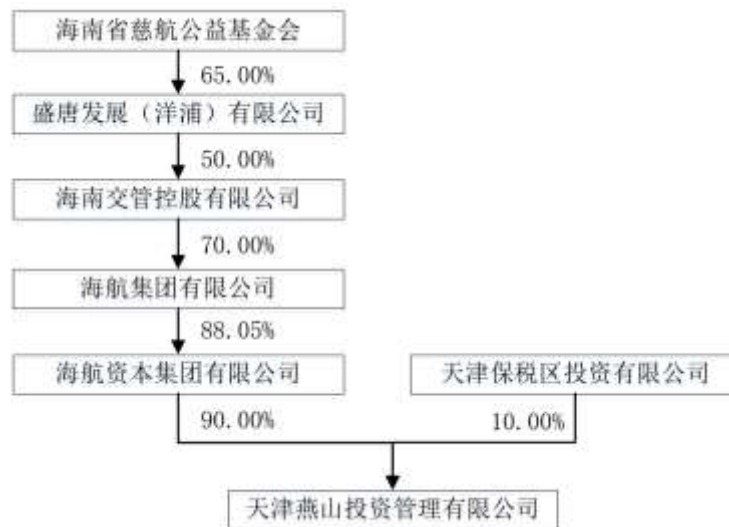 海南省慈航公益基金会
65.00%
盛唐发展（洋浦）有限公司
50.00%
海南交管控股有限公司
70.00%
海航集团有限公司
88.05%
海航资本集团有限公司
天津保税区投资有限公司
90.00%
10.00%
天津燕山投资管理有限公司